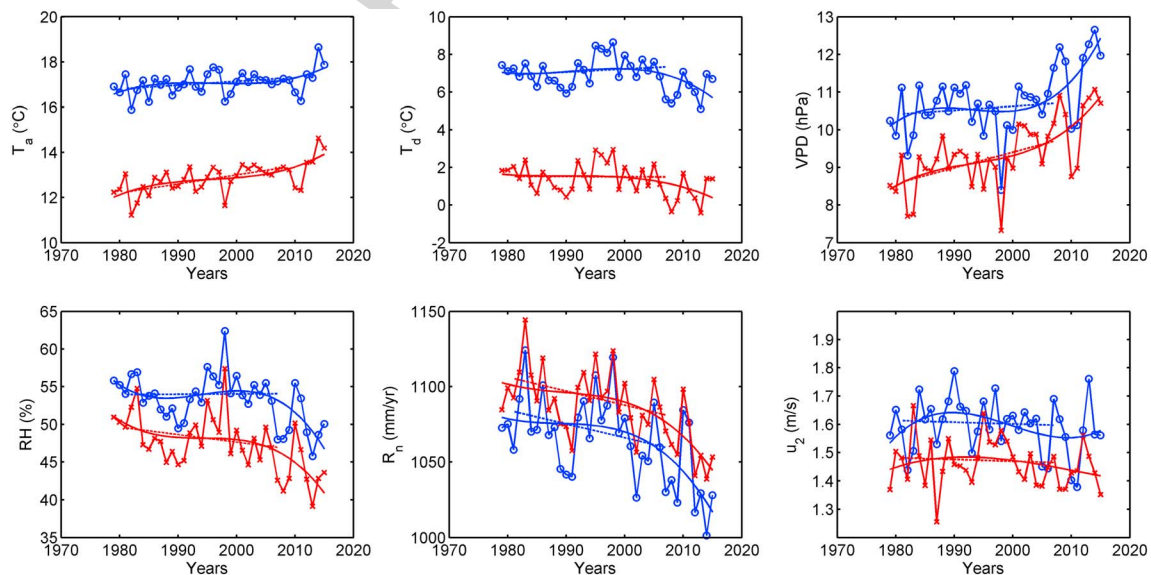 20
18
16
14
12
10
T_a (°C)
1970 1980 1990 2000 2010 2020
Years
10
8
6
4
2
0
-2
T_d (°C)
1970 1980 1990 2000 2010 2020
Years
13
12
11
10
9
8
7
VPD (hPa)
1970 1980 1990 2000 2010 2020
Years
65
60
55
50
45
40
35
RH (%)
1970 1980 1990 2000 2010 2020
Years
1150
1100
1050
1000
R_n (mm/yr)
1970 1980 1990 2000 2010 2020
Years
1.9
1.8
1.7
1.6
1.5
1.4
1.3
u_2 (m/s)
1970 1980 1990 2000 2010 2020
Years